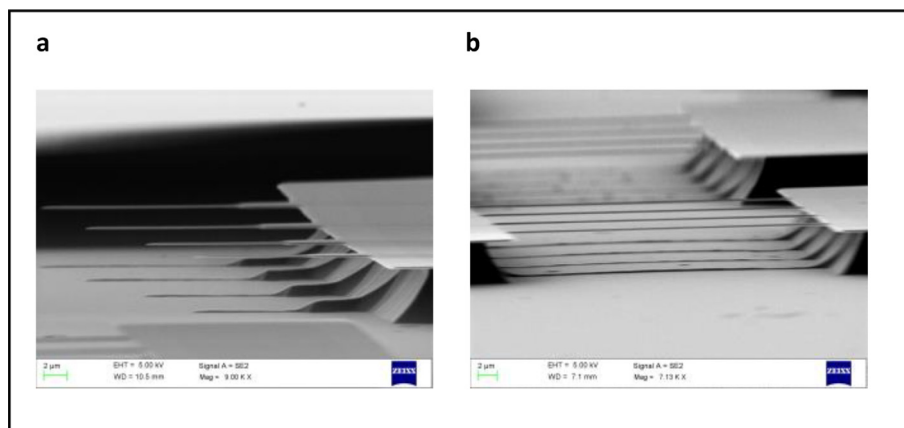 a
b
2 µm
EHT = 5.00 kV
Signal A = SE2
WD = 10.5 mm
Mag = 9.00 K X
ZEISS
2 µm
EHT = 5.00 kV
Signal A = SE2
WD = 7.1 mm
Mag = 7.13 K X
ZEISS